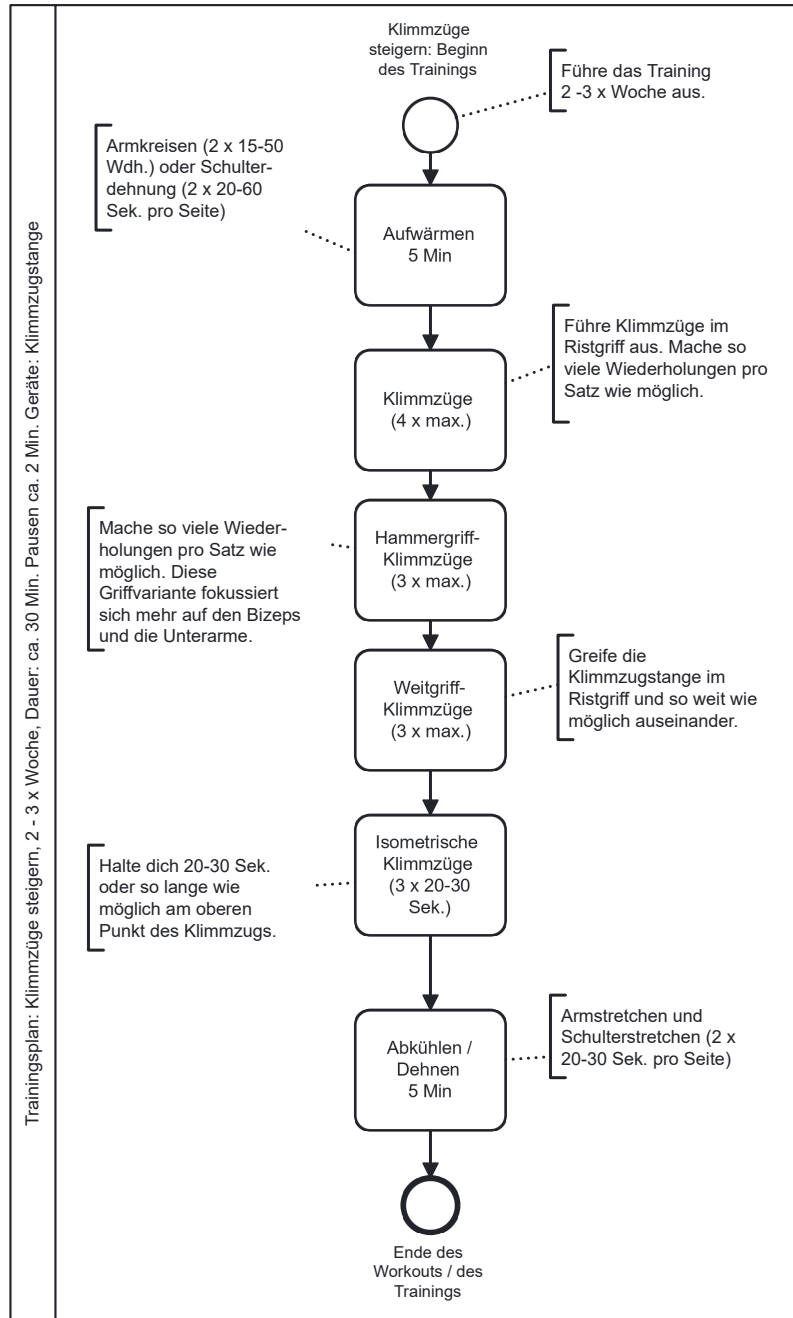 Trainingsplan: Klimmzüge steigern, 2 - 3 x Woche, Dauer: ca. 30 Min. Pausen ca. 2 Min. Geräte: Klimmzugstange
Klimmzüge
steigern: Beginn
des Trainings
Führe das Training
2 -3 x Woche aus.
Armkreisen (2 x 15-50
Wdh.) oder Schulter-
dehnung (2 x 20-60
Sek. pro Seite)
Aufwärmen
5 Min
Führe Klimmzüge im
Ristgriff aus. Mache so
viele Wiederholungen pro
Satz wie möglich.
Klimmzüge
(4 x max.)
Mache so viele Wieder-
holungen pro Satz wie
möglich. Diese
Griffvariante fokussiert
sich mehr auf den Bizeps
und die Unterarme.
Hammergriff-
Klimmzüge
(3 x max.)
Greife die
Klimmzugstange im
Ristgriff und so weit wie
möglich auseinander.
Weitgriff-
Klimmzüge
(3 x max.)
Halte dich 20-30 Sek.
oder so lange wie
möglich am oberen
Punkt des Klimmzugs.
Isometrische
Klimmzüge
(3 x 20-30
Sek.)
Armstretchen und
Schulterstretchen (2 x
20-30 Sek. pro Seite)
Abkühlen /
Dehnen
5 Min
Ende des
Workouts / des
Trainings